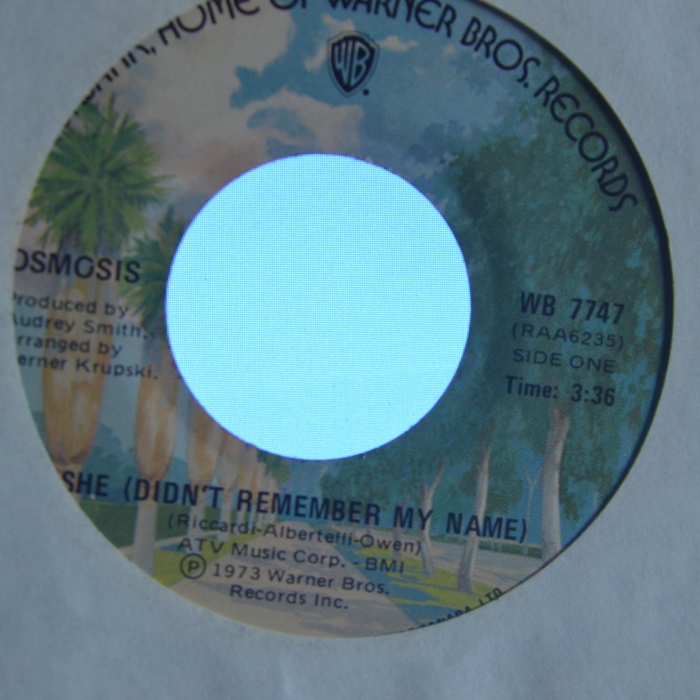 HOME OF WARNER BROS. RECORDS
WB
OSMOSIS
Produced by
Audrey Smith.
rranged by
erner Krupski.
WB 7747
(RAA6235)
SIDE ONE
Time: 3:36
SHE (DIDN'T REMEMBER MY NAME)
(Riccardi-Albertelli-Owen)
ATV Music Corp. - BMI
Ⓟ 1973 Warner Bros.
Records Inc.
CANADA LTD